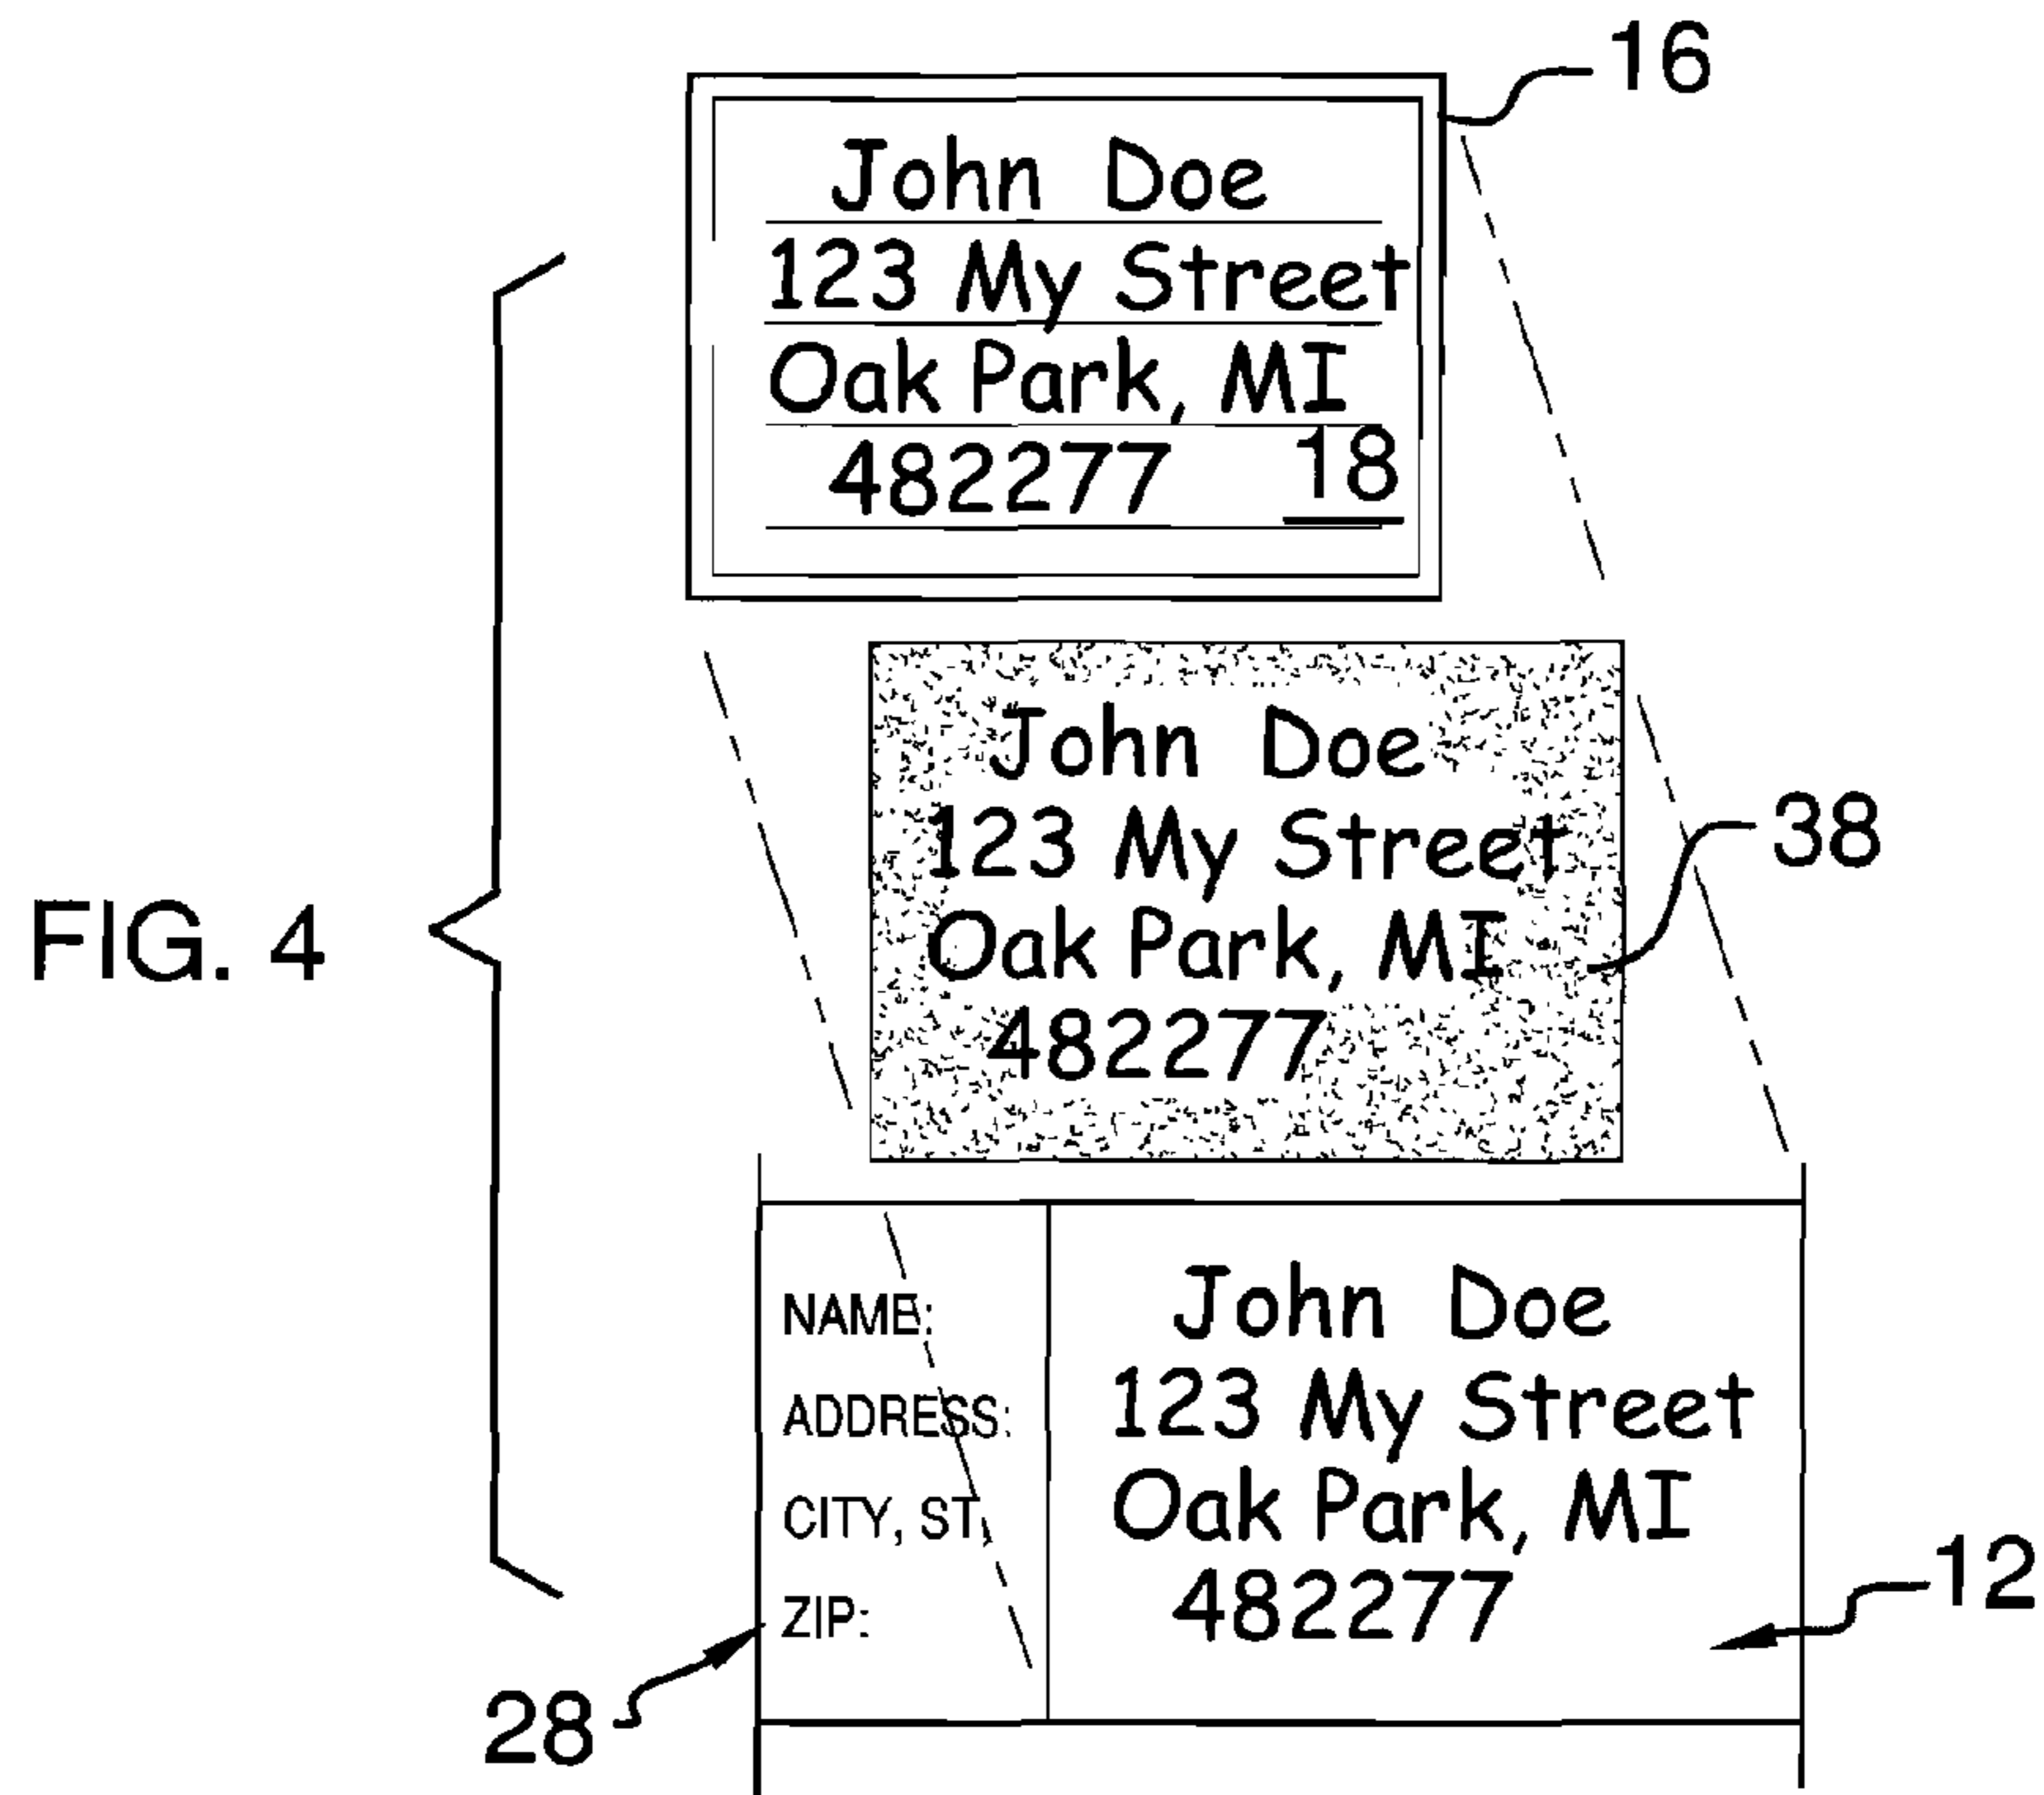 16
John Doe
123 My Street
Oak Park, MI
482277 18
John Doe
123 My Street
38
Oak Park, MI
FIG. 4
482277
NAME: John Doe
ADDRESS: 123 My Street
CITY, ST, Oak Park, MI
12
ZIP: 482277
28